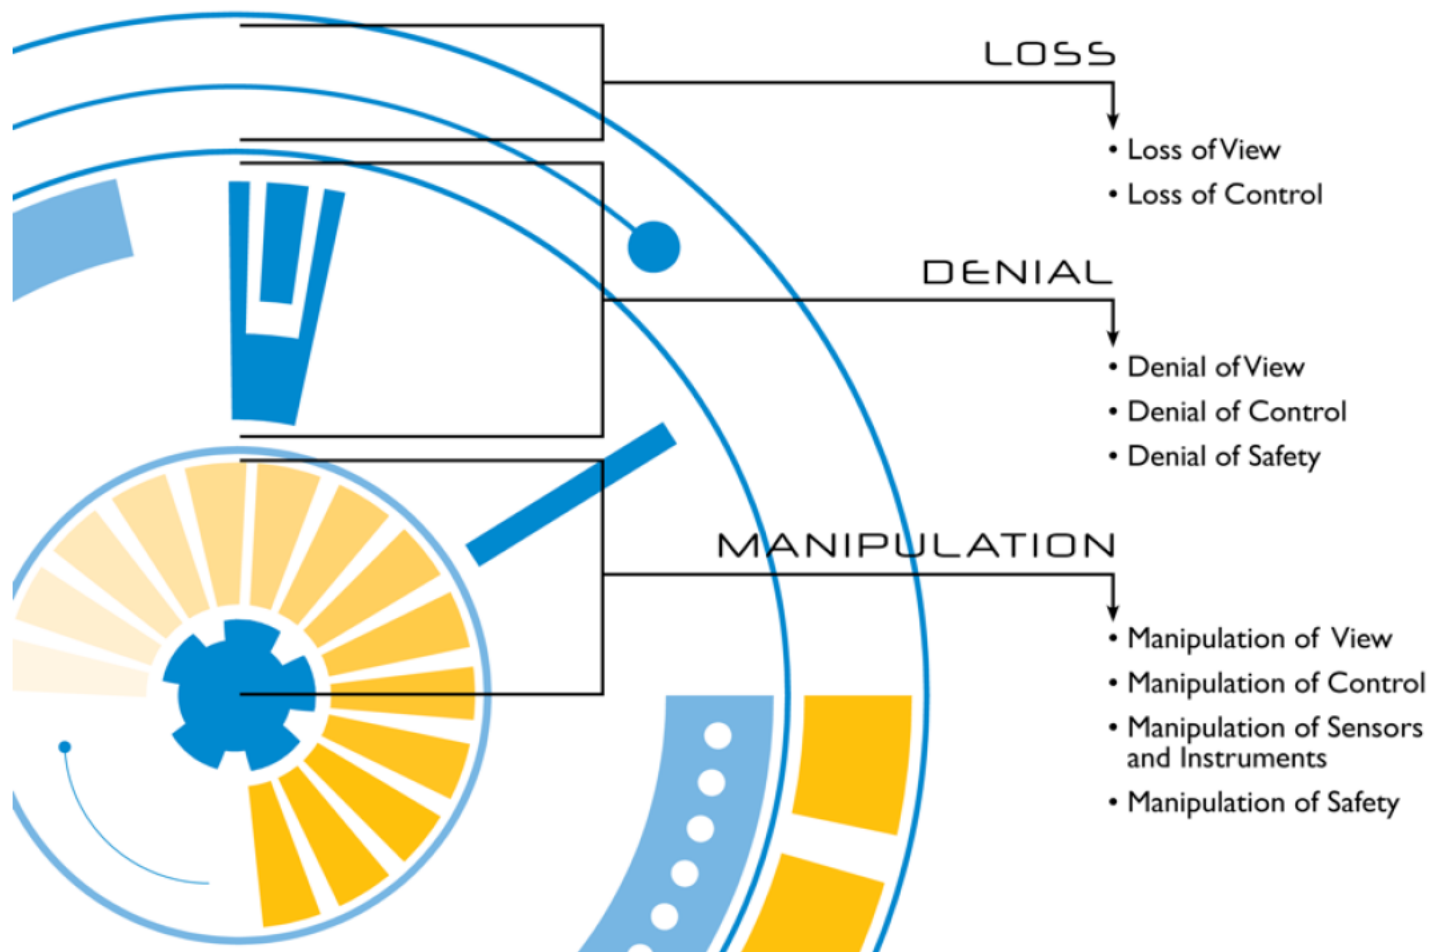 LOSS
• Loss of View
• Loss of Control
DENIAL
• Denial of View
• Denial of Control
• Denial of Safety
MANIPULATION
• Manipulation of View
• Manipulation of Control
• Manipulation of Sensors
and Instruments
• Manipulation of Safety